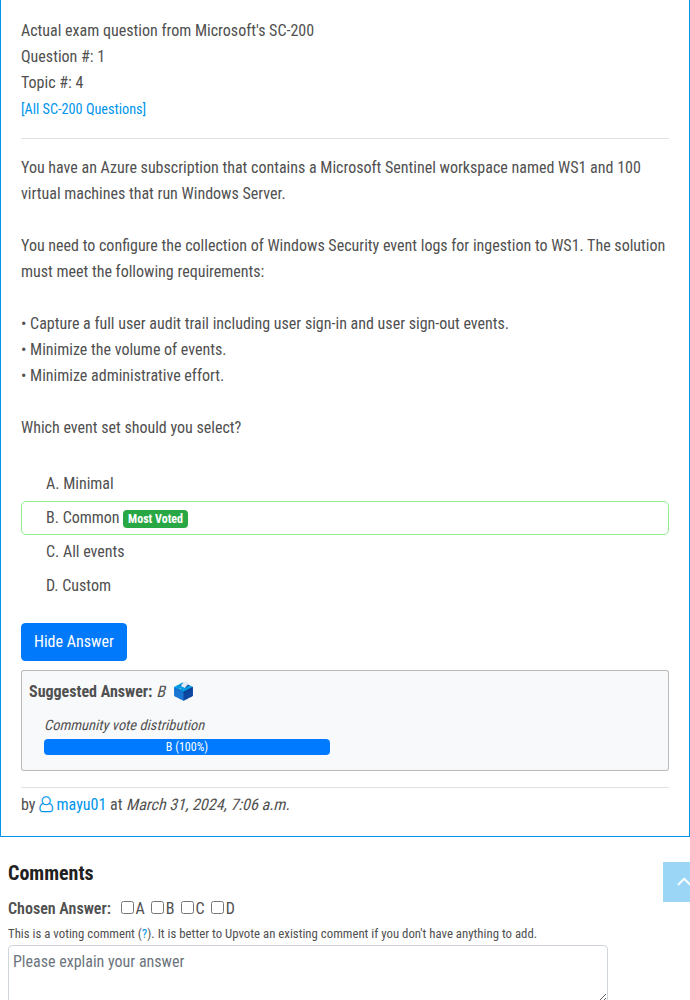 Actual exam question from Microsoft's SC-200
Question #: 1
Topic #: 4
[All SC-200 Questions]
You have an Azure subscription that contains a Microsoft Sentinel workspace named WS1 and 100
virtual machines that run Windows Server.
You need to configure the collection of Windows Security event logs for ingestion to WS1. The solution
must meet the following requirements:
• Capture a full user audit trail including user sign-in and user sign-out events.
• Minimize the volume of events.
• Minimize administrative effort.
Which event set should you select?
A. Minimal
B. Common Most Voted
C. All events
D. Custom
Hide Answer
Suggested Answer: B
Community vote distribution
B (100%)
by mayu01 at March 31, 2024, 7:06 a.m.
Comments
Chosen Answer: A B C D
This is a voting comment (?). It is better to Upvote an existing comment if you don't have anything to add.
Please explain your answer